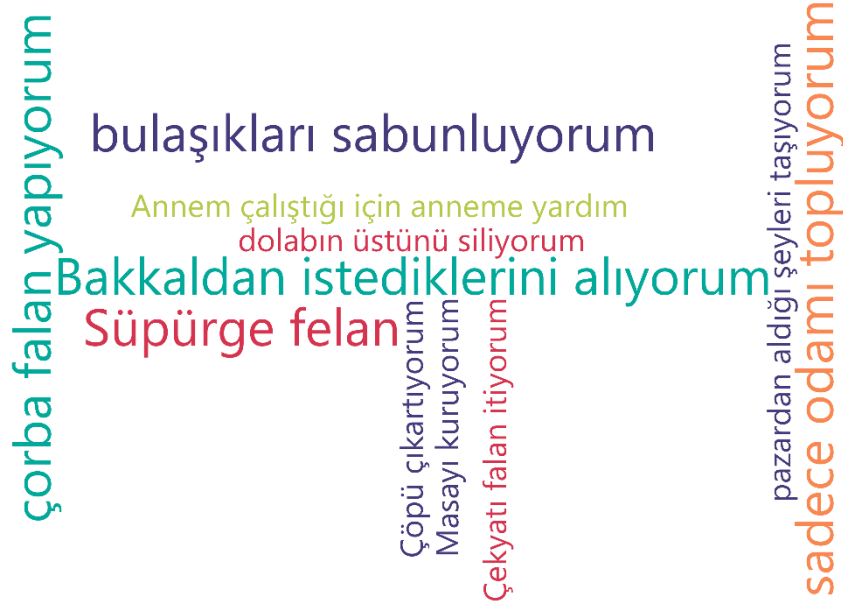 çorba falan yapıyorum
bulaşıkları sabunluyorum
Annem çalıştığı için anneme yardım
dolabın üstünü siliyorum
Bakkaldan istediklerini alıyorum
Süpürge felan
Çöpü çıkartıyorum
Masayı kuruyorum
Çekyatı falan itiyorum
pazardan aldığı şeyleri taşıyorum
sadece odamı topluyorum